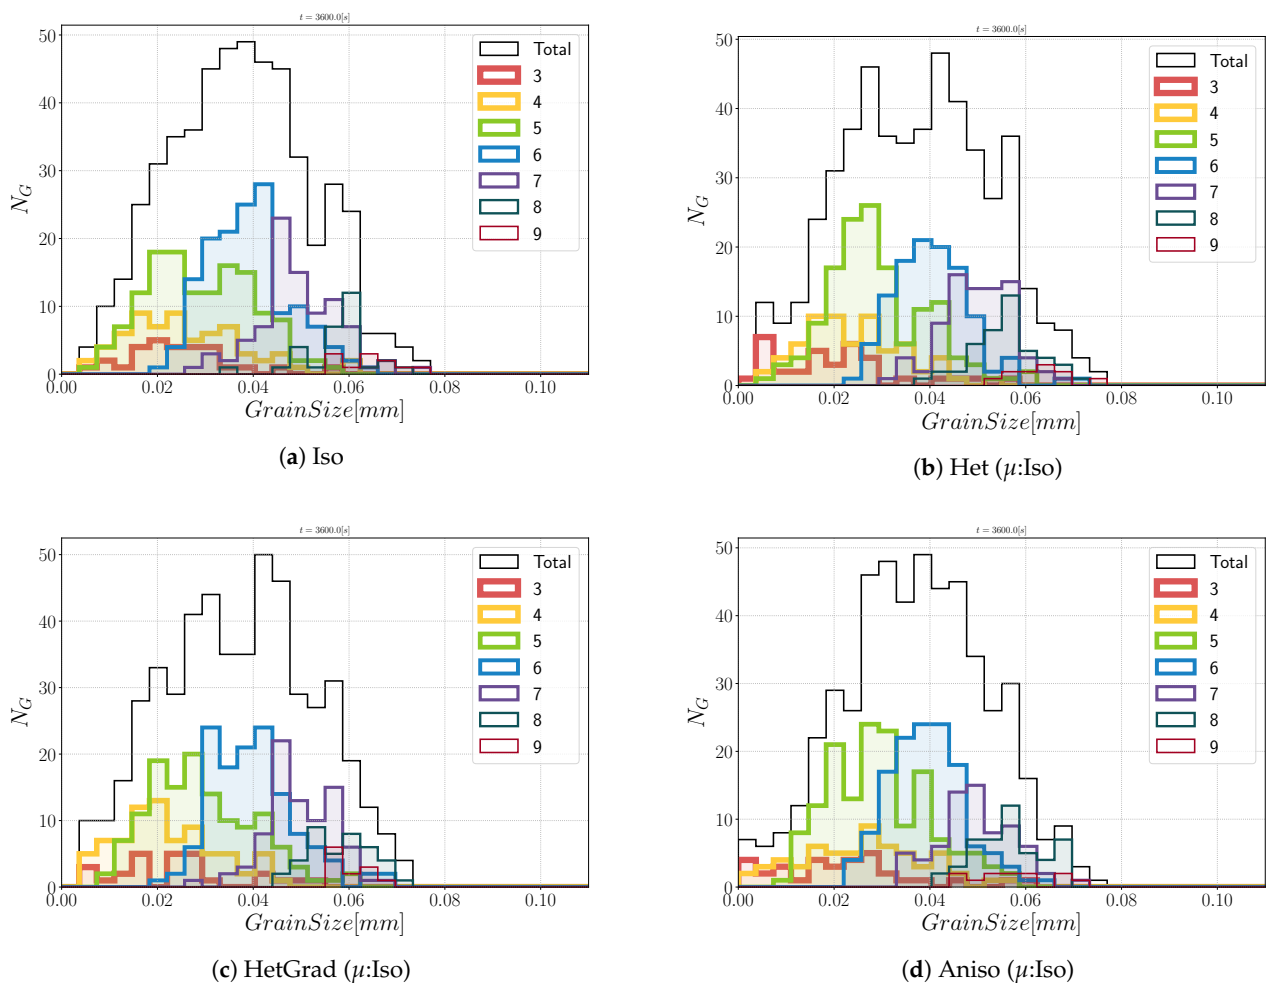 t = 3600.0[s]
50
40
30
20
10
0
N_G
Total
3
4
5
6
7
8
9
0.00 0.02 0.04 0.06 0.08 0.10
GrainSize[mm]
(a) Iso
t = 3600.0[s]
50
40
30
20
10
0
N_G
Total
3
4
5
6
7
8
9
0.00 0.02 0.04 0.06 0.08 0.10
GrainSize[mm]
(b) Het (μ:Iso)
t = 3600.0[s]
50
40
30
20
10
0
N_G
Total
3
4
5
6
7
8
9
0.00 0.02 0.04 0.06 0.08 0.10
GrainSize[mm]
(c) HetGrad (μ:Iso)
t = 3600.0[s]
50
40
30
20
10
0
N_G
Total
3
4
5
6
7
8
9
0.00 0.02 0.04 0.06 0.08 0.10
GrainSize[mm]
(d) Aniso (μ:Iso)